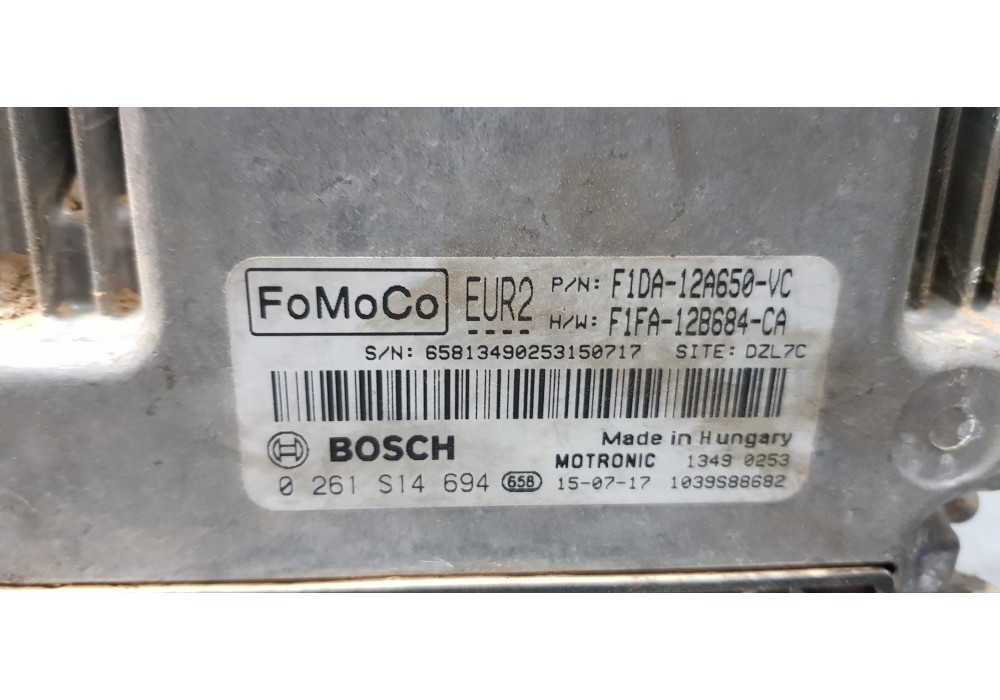 FoMoCo EUR2 P/N: F1DA-12A650-VC
H/W: F1FA-12B684-CA
S/N: 65813490253150717 SITE: DZL7C
BOSCH Made in Hungary
MOTRONIC 1349 0253
0 261 S14 694 658 15-07-17 1039S88682